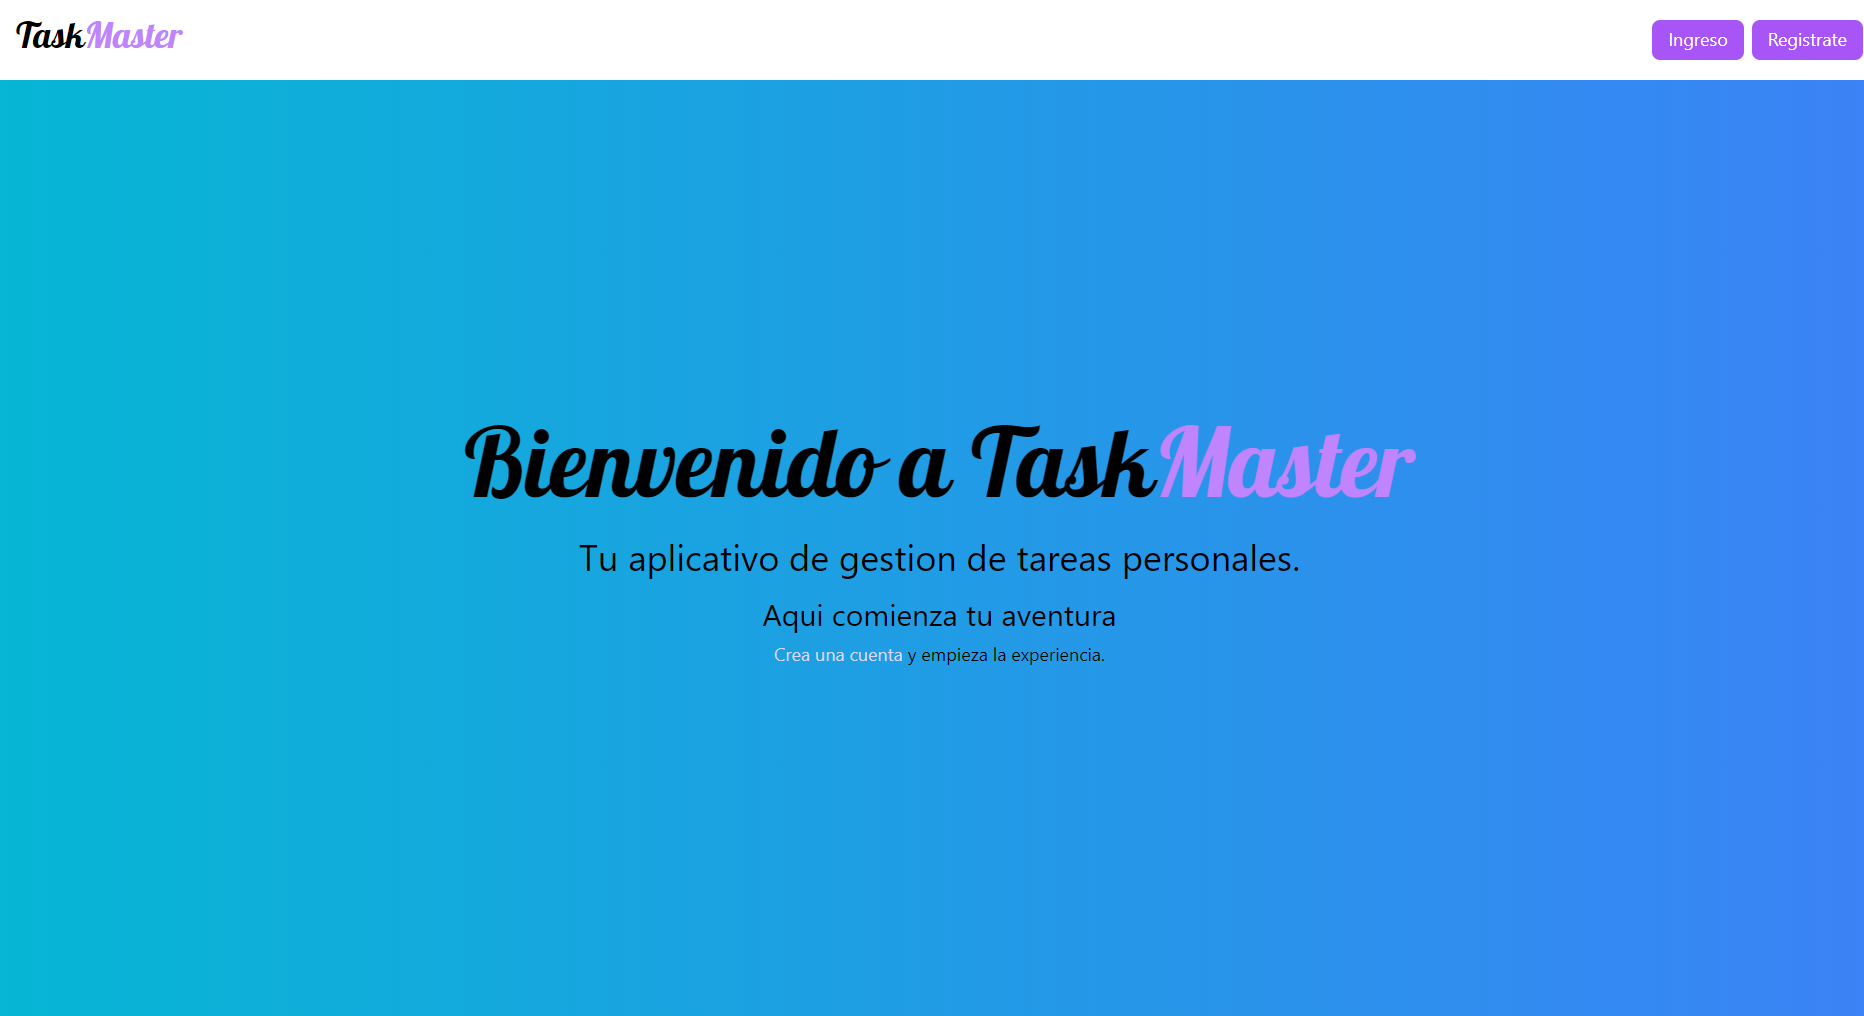 TaskMaster
Ingreso
Registrate
Bienvenido a TaskMaster
Tu aplicativo de gestion de tareas personales.
Aqui comienza tu aventura
Crea una cuenta y empieza la experiencia.